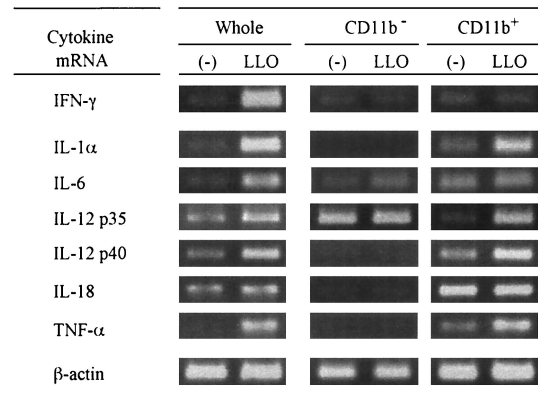 Cytokine mRNA Whole CD11b⁻ CD11b⁺
(-) LLO (-) LLO (-) LLO
IFN-γ
IL-1α
IL-6
IL-12 p35
IL-12 p40
IL-18
TNF-α
β-actin